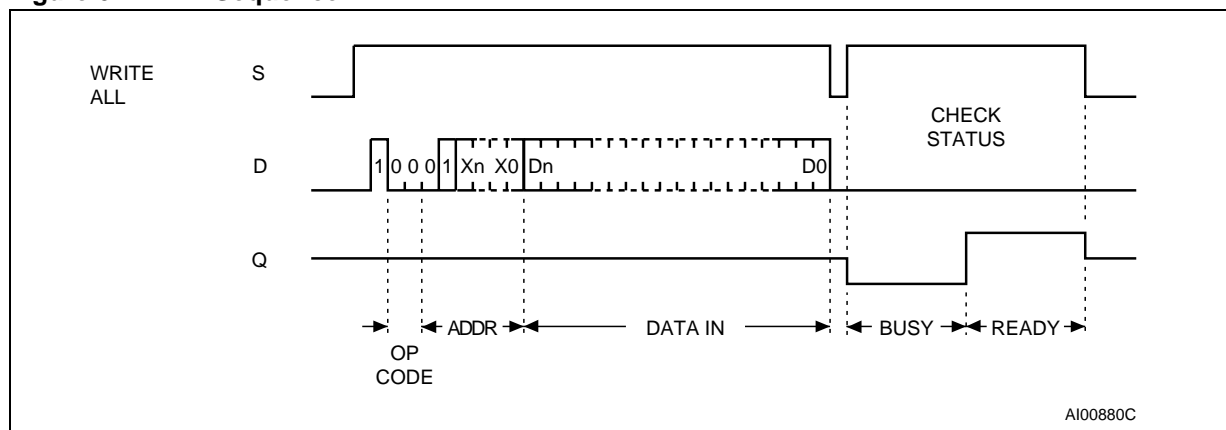 WRITE S
ALL
CHECK
STATUS
D 1 0 0 0 1 Xn X0 Dn D0
Q
ADDR DATA IN BUSY READY
OP
CODE
AI00880C